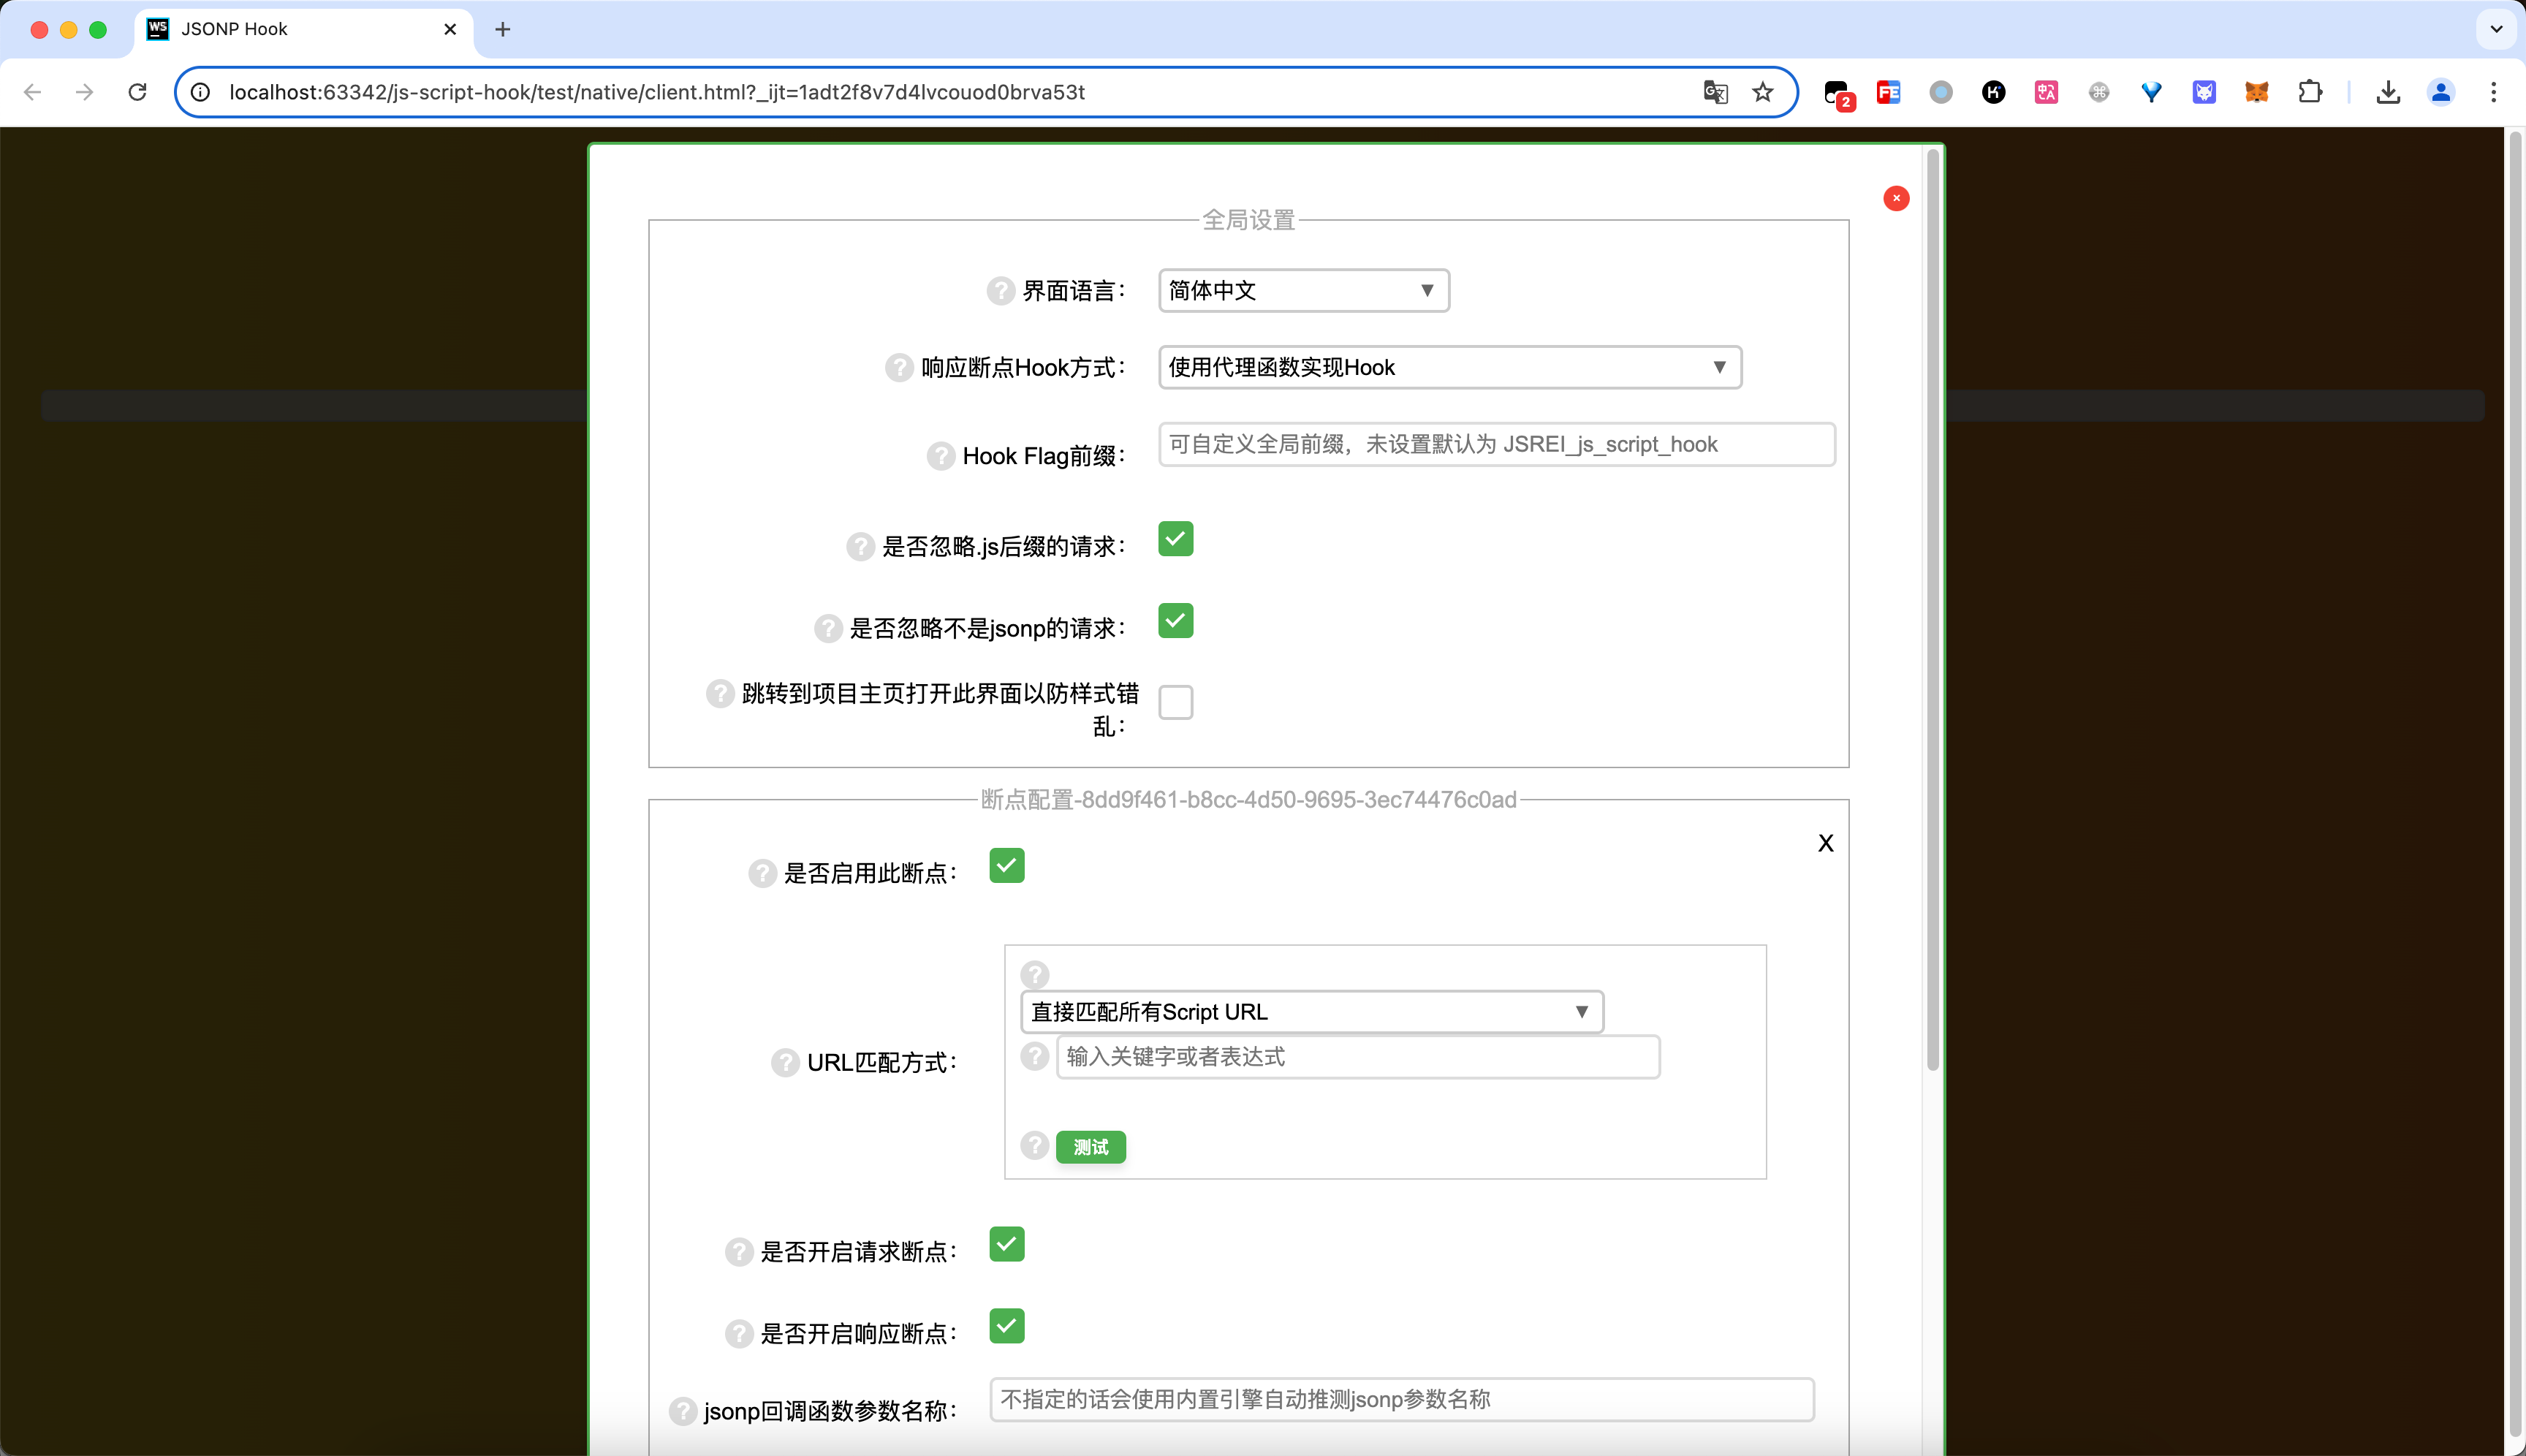 WS JSONP Hook
localhost:63342/js-script-hook/test/native/client.html?_ijt=1adt2f8v7d4lvcouod0brva53t
2
FE
全局设置
? 界面语言： 简体中文 ▼
? 响应断点Hook方式： 使用代理函数实现Hook ▼
? Hook Flag前缀： 可自定义全局前缀，未设置默认为 JSREI_js_script_hook
? 是否忽略.js后缀的请求：
? 是否忽略不是jsonp的请求：
? 跳转到项目主页打开此界面以防样式错
乱：
断点配置-8dd9f461-b8cc-4d50-9695-3ec74476c0ad
X
? 是否启用此断点：
?
直接匹配所有Script URL ▼
? 输入关键字或者表达式
? URL匹配方式：
? 测试
? 是否开启请求断点：
? 是否开启响应断点：
? jsonp回调函数参数名称： 不指定的话会使用内置引擎自动推测jsonp参数名称